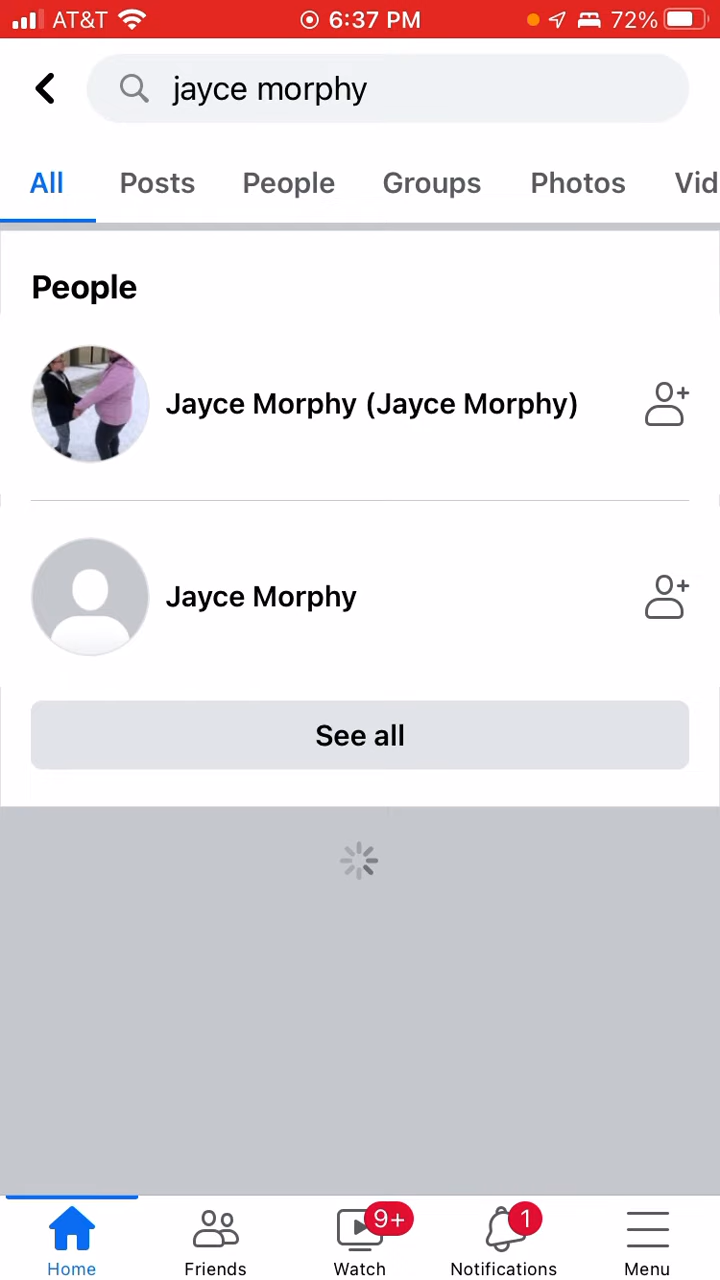 AT&T 6:37 PM 72%
jayce morphy
All Posts People Groups Photos Vid
People
Jayce Morphy (Jayce Morphy)
Jayce Morphy
See all
9+ 1
Home Friends Watch Notifications Menu